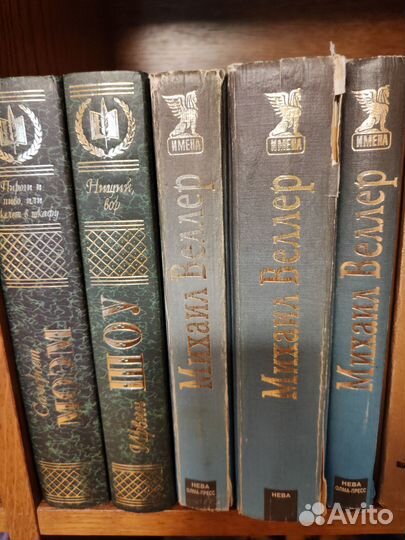 Пироги и
пиво, или
скелет в шкафу
Сомерсет
МОЭМ
Нищий,
вор
Ирвин
ШОУ
ИМЕНА
Михаил Веллер
НЕВА
ОЛМА-ПРЕСС
ИМЕНА
Михаил Веллер
НЕВА
ИМЕНА
Михаил Веллер
НЕВА
ОЛМА-ПРЕСС
Avito